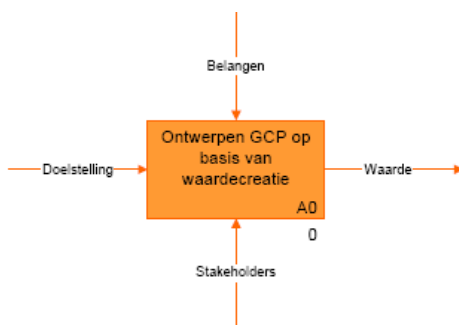 Belangen
Ontwerpen GCP op
basis van
waardecreatie
Doelstelling
Waarde
A0
0
Stakeholders